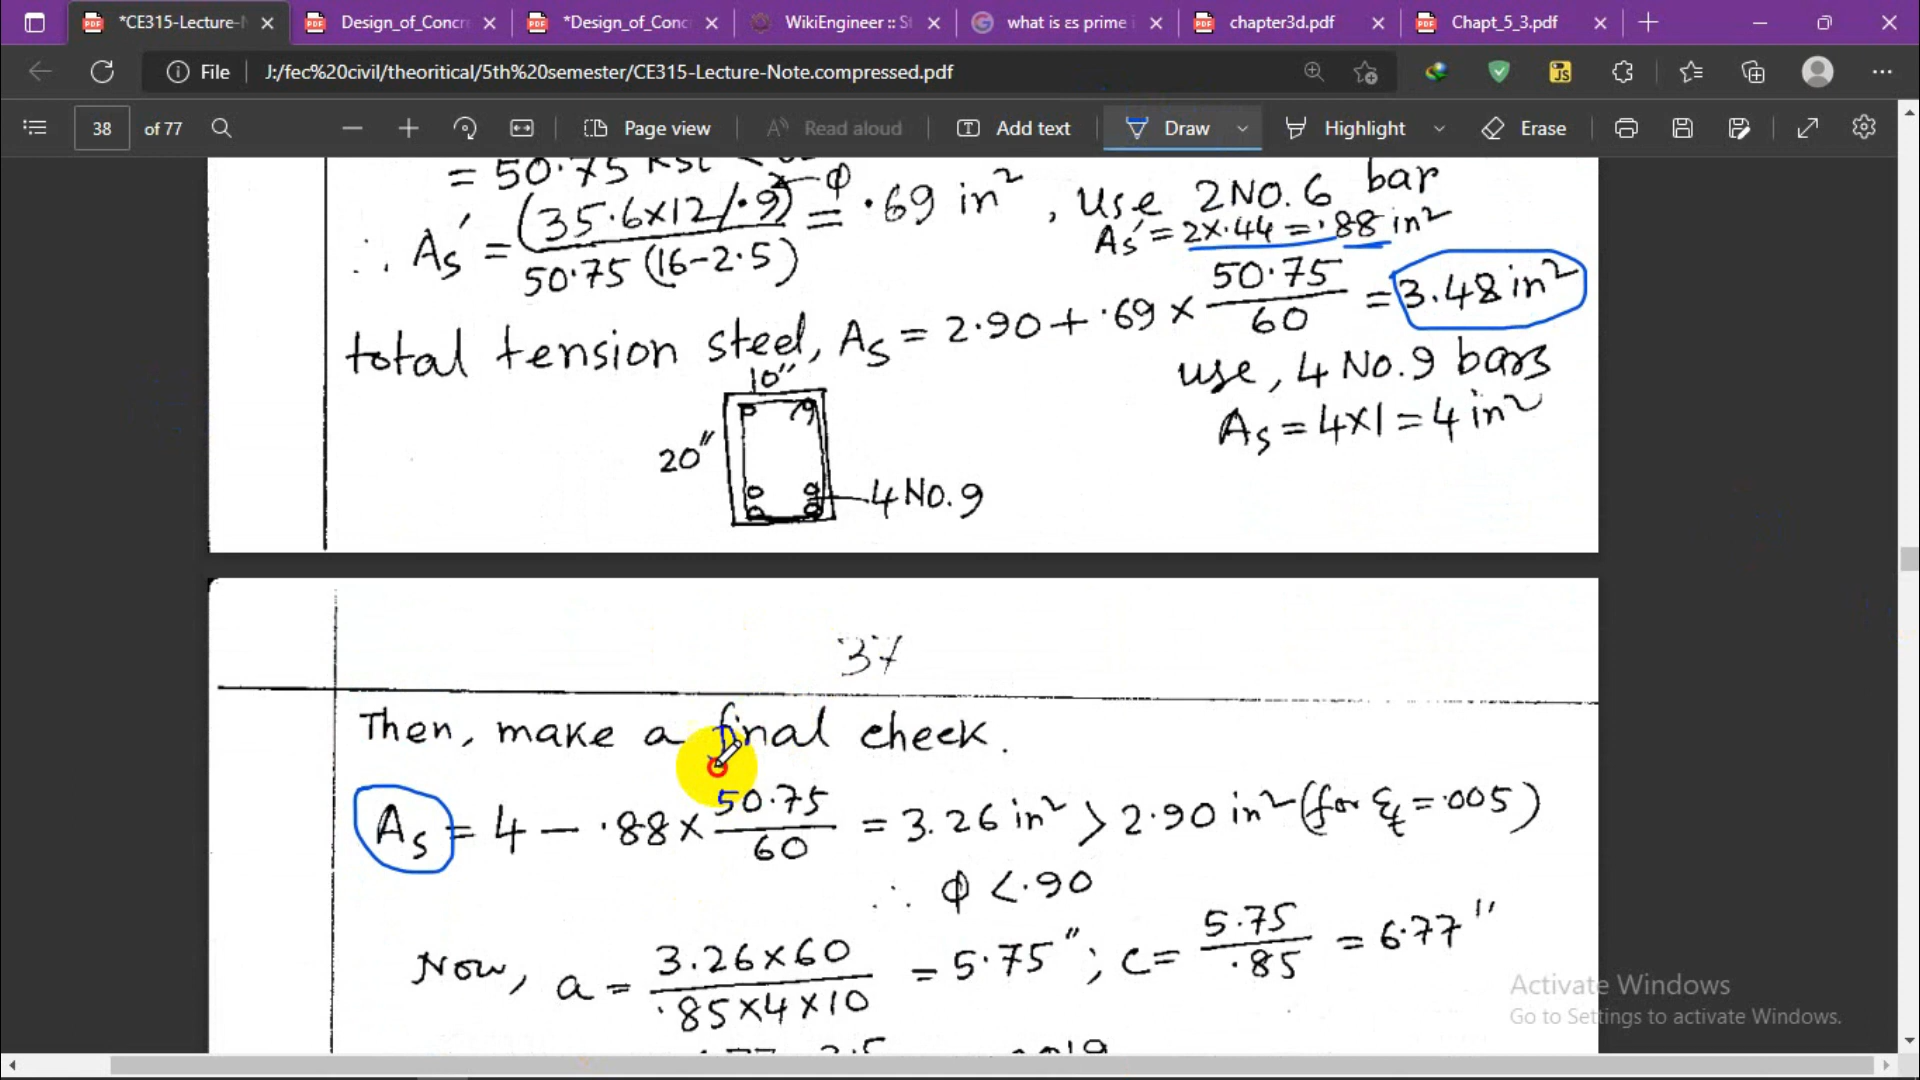 *CE315-Lecture-N
Design_of_Concre
*Design_of_Conc
WikiEngineer :: St
what is εs prime i
chapter3d.pdf
Chapt_5_3.pdf
File
J:/fec%20civil/theoritical/5th%20semester/CE315-Lecture-Note.compressed.pdf
38 of 77
Page view
Read aloud
Add text
Draw
Highlight
Erase
= 50.75 ksi
∴ As' = (35.6×12/.9) / 50.75 (16-2.5) = .69 in², use 2NO.6 bar
φ
As' = 2×.44 = .88 in²
total tension steel, As = 2.90 + .69 × 50.75/60 = 3.48 in²
use, 4 NO.9 bars
As = 4×1 = 4 in²
10"
20"
4 NO.9
37
Then, make a final check.
As = 4 - .88 × 50.75/60 = 3.26 in² > 2.90 in² (for εt = .005)
∴ φ < .90
Now, a = 3.26×60 / .85×4×10 = 5.75"; c = 5.75/.85 = 6.77"
Activate Windows
Go to Settings to activate Windows.